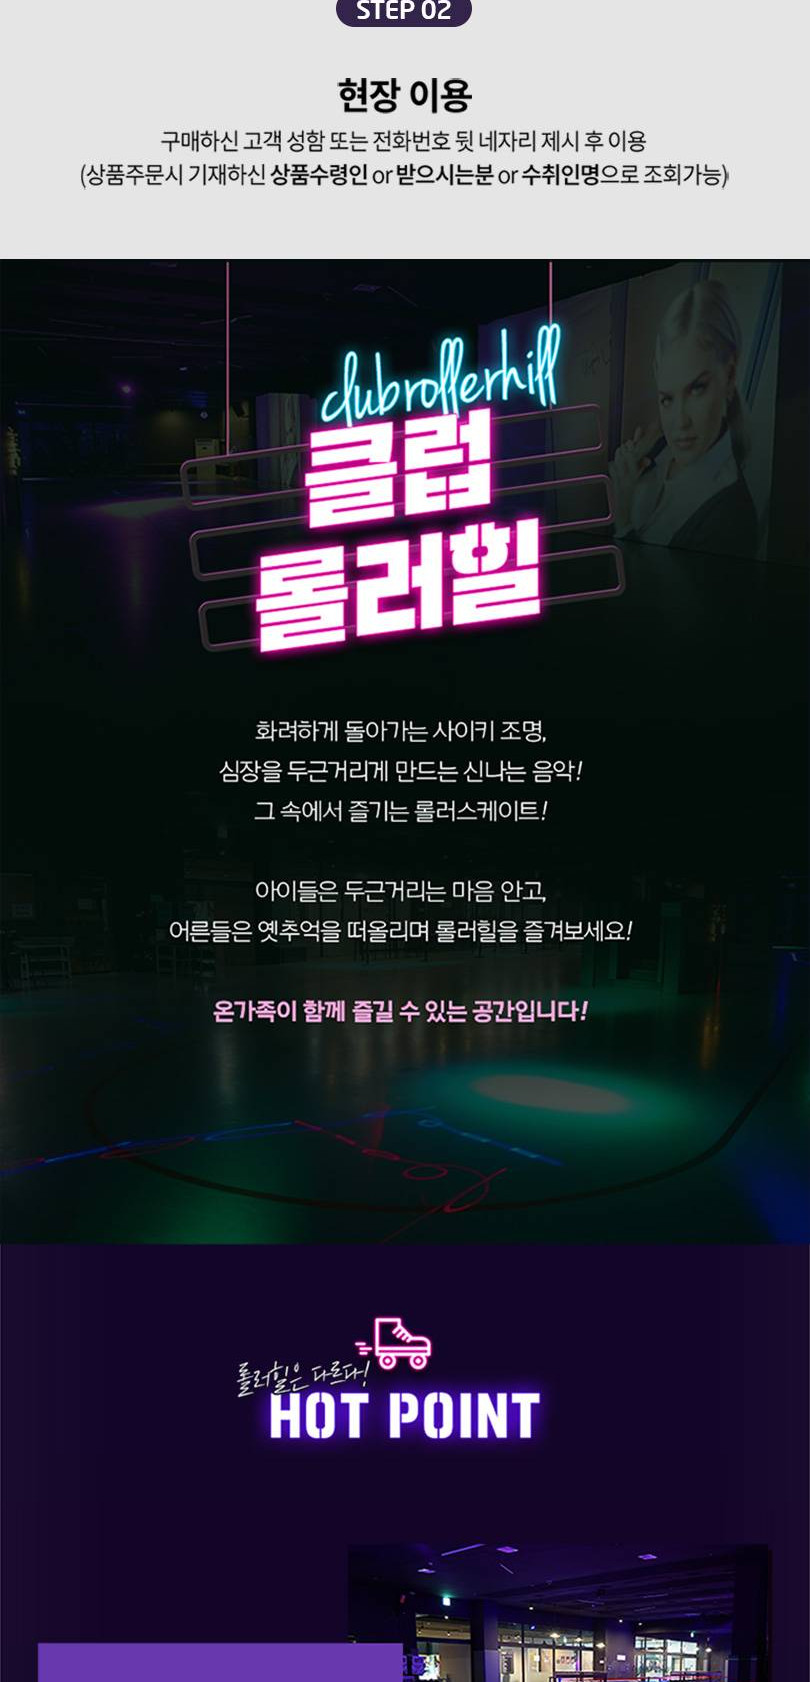 STEP 02
현장 이용
구매하신 고객 성함 또는 전화번호 뒷 네자리 제시 후 이용
(상품주문시 기재하신 상품수령인 or 받으시는분 or 수취인명으로 조회가능)
clubrollerhill
클럽
롤러힐
화려하게 돌아가는 사이키 조명,
심장을 두근거리게 만드는 신나는 음악!
그 속에서 즐기는 롤러스케이트!
아이들은 두근거리는 마음 안고,
어른들은 옛추억을 떠올리며 롤러힐을 즐겨보세요!
온가족이 함께 즐길 수 있는 공간입니다!
롤러힐은 다르다!
HOT POINT